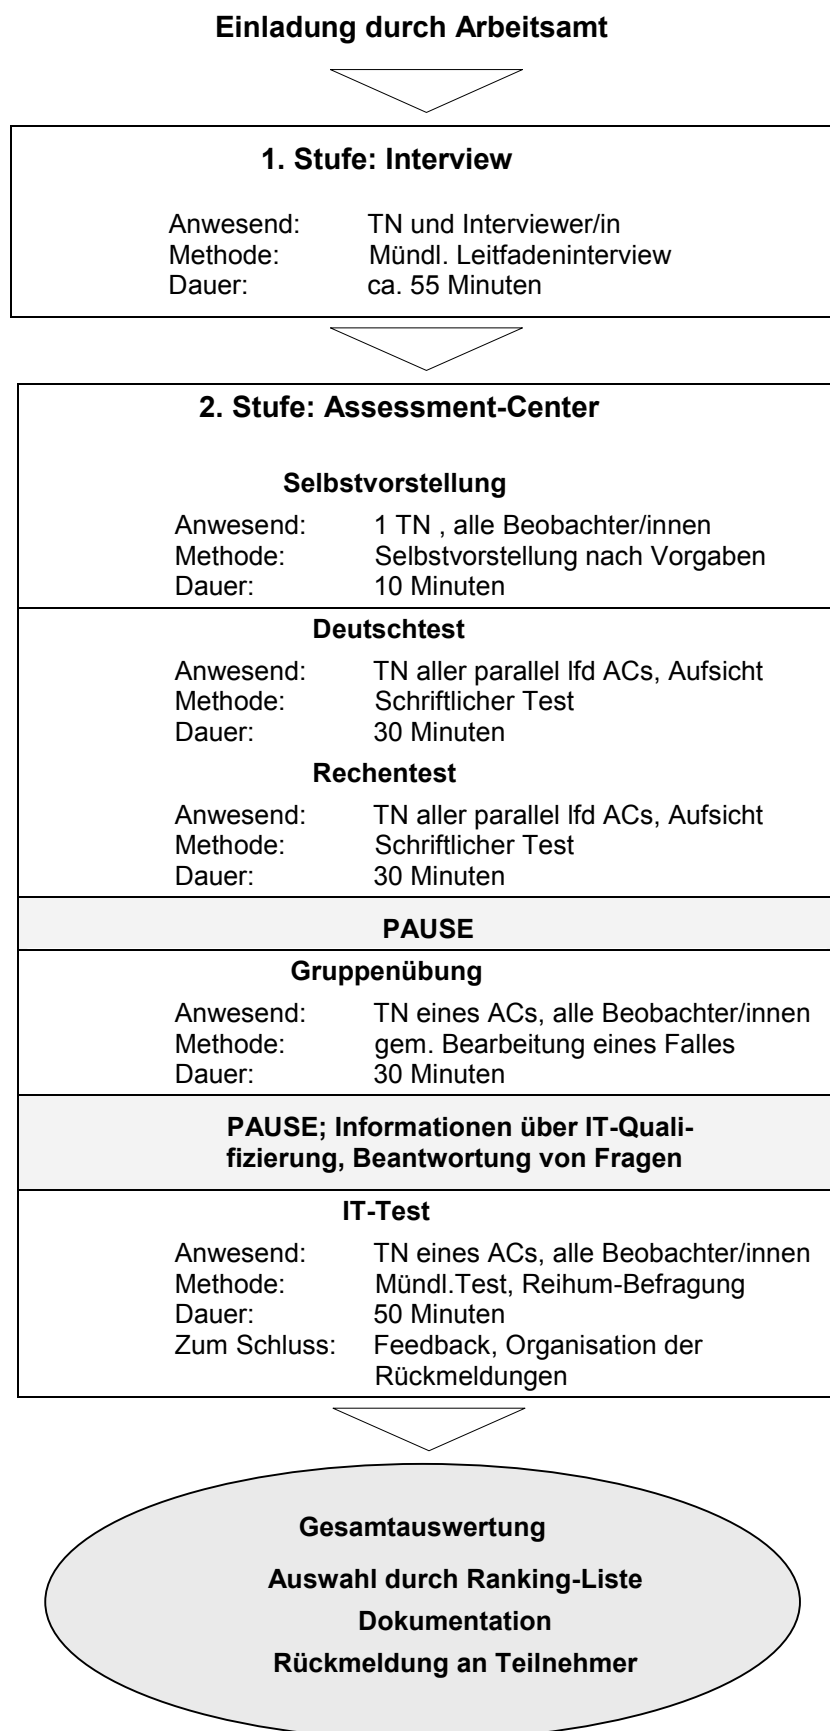 Einladung durch Arbeitsamt
1. Stufe: Interview
Anwesend: TN und Interviewer/in
Methode: Mündl. Leitfadeninterview
Dauer: ca. 55 Minuten
2. Stufe: Assessment-Center
Selbstvorstellung
Anwesend: 1 TN , alle Beobachter/innen
Methode: Selbstvorstellung nach Vorgaben
Dauer: 10 Minuten
Deutschtest
Anwesend: TN aller parallel lfd ACs, Aufsicht
Methode: Schriftlicher Test
Dauer: 30 Minuten
Rechentest
Anwesend: TN aller parallel lfd ACs, Aufsicht
Methode: Schriftlicher Test
Dauer: 30 Minuten
PAUSE
Gruppenübung
Anwesend: TN eines ACs, alle Beobachter/innen
Methode: gem. Bearbeitung eines Falles
Dauer: 30 Minuten
PAUSE; Informationen über IT-Quali-
fizierung, Beantwortung von Fragen
IT-Test
Anwesend: TN eines ACs, alle Beobachter/innen
Methode: Mündl.Test, Reihum-Befragung
Dauer: 50 Minuten
Zum Schluss: Feedback, Organisation der
Rückmeldungen
Gesamtauswertung
Auswahl durch Ranking-Liste
Dokumentation
Rückmeldung an Teilnehmer